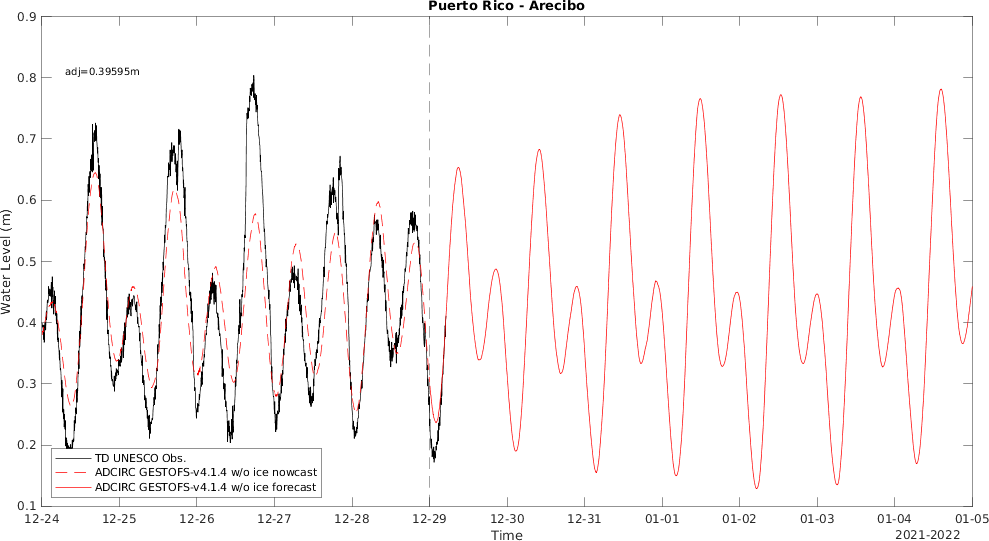 Puerto Rico - Arecibo
0.9
0.8
0.7
0.6
0.5
0.4
0.3
0.2
0.1
Water Level (m)
adj=0.39595m
TD UNESCO Obs.
ADCIRC GESTOFS-v4.1.4 w/o ice nowcast
ADCIRC GESTOFS-v4.1.4 w/o ice forecast
12-24 12-25 12-26 12-27 12-28 12-29 12-30 12-31 01-01 01-02 01-03 01-04 01-05
Time
2021-2022